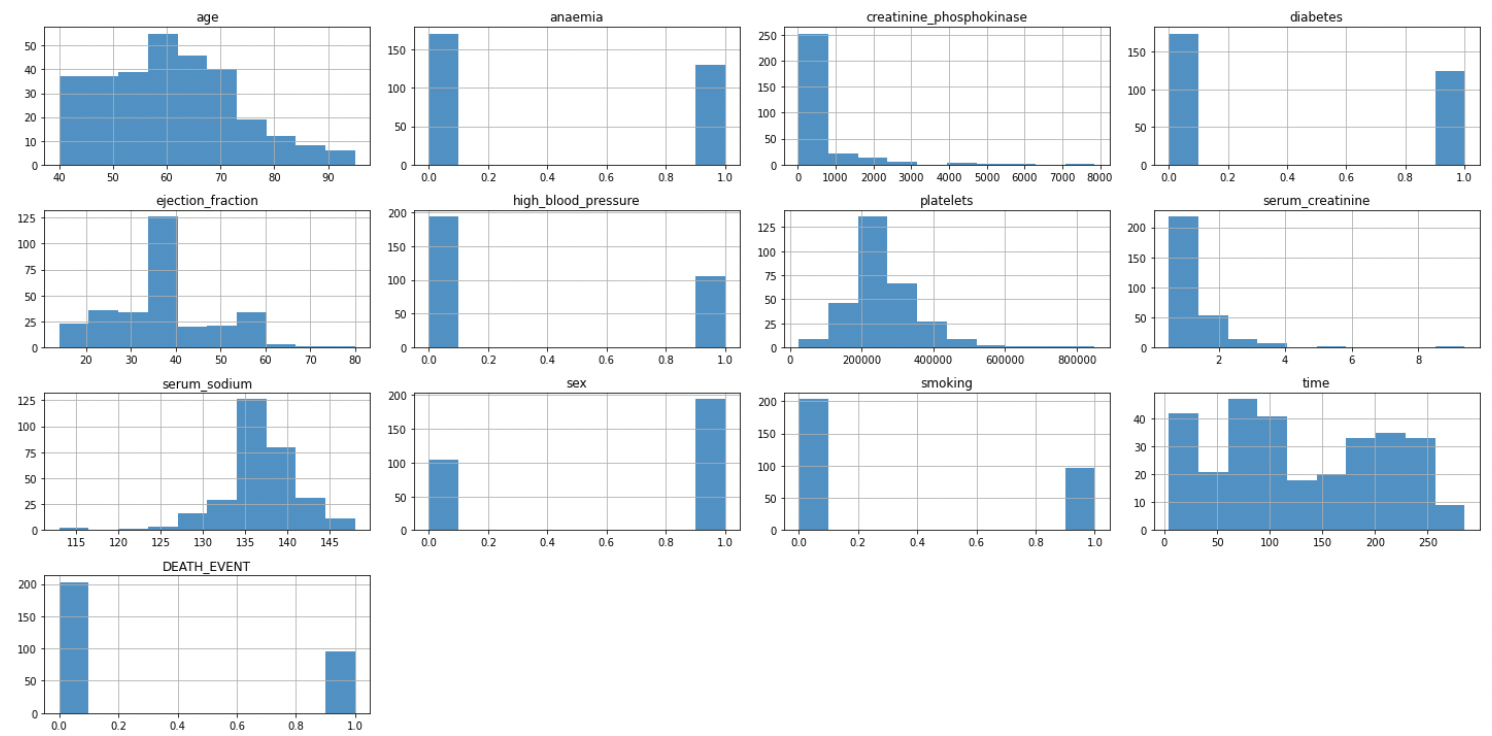 age anaemia creatinine_phosphokinase diabetes
50 40 30 20 10 0
40 50 60 70 80 90
150 100 50 0
0.0 0.2 0.4 0.6 0.8 1.0
250 200 150 100 50 0
0 1000 2000 3000 4000 5000 6000 7000 8000
150 100 50 0
0.0 0.2 0.4 0.6 0.8 1.0
ejection_fraction high_blood_pressure platelets serum_creatinine
125 100 75 50 25 0
20 30 40 50 60 70 80
200 150 100 50 0
0.0 0.2 0.4 0.6 0.8 1.0
125 100 75 50 25 0
0 200000 400000 600000 800000
200 150 100 50 0
2 4 6 8
serum_sodium sex smoking time
125 100 75 50 25 0
115 120 125 130 135 140 145
200 150 100 50 0
0.0 0.2 0.4 0.6 0.8 1.0
200 150 100 50 0
0.0 0.2 0.4 0.6 0.8 1.0
40 30 20 10 0
0 50 100 150 200 250
DEATH_EVENT
200 150 100 50 0
0.0 0.2 0.4 0.6 0.8 1.0